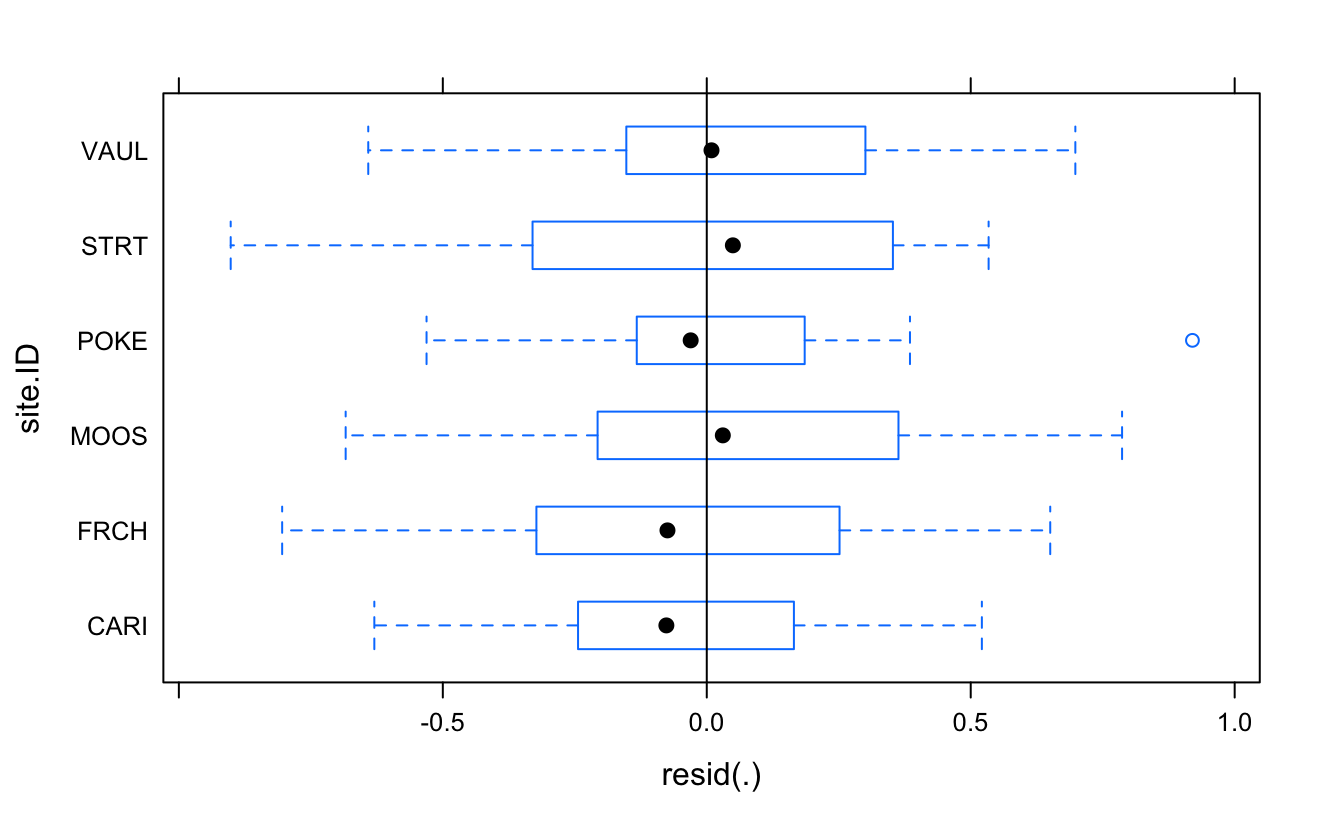 VAUL
STRT
POKE
MOOS
FRCH
CARI
site.ID
-0.5 0.0 0.5 1.0
resid(.)